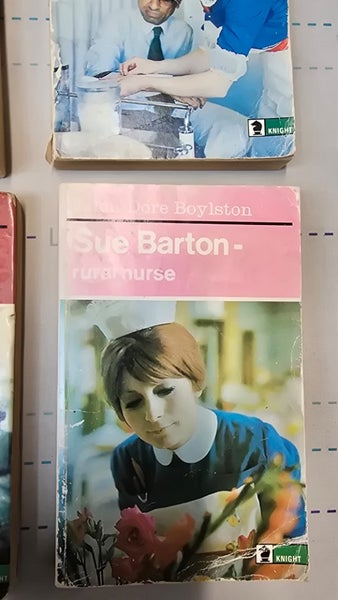 KNIGHT
Dore Boylston
Sue Barton -
rural nurse
KNIGHT